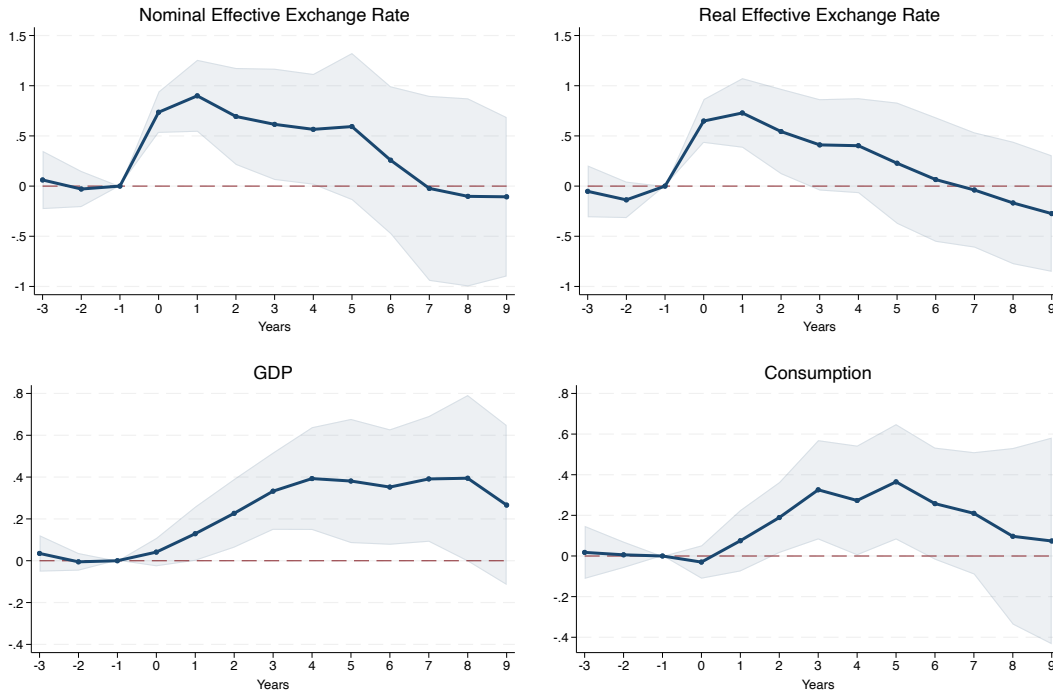 Nominal Effective Exchange Rate
1.5
1
.5
0
-.5
-1
-3 -2 -1 0 1 2 3 4 5 6 7 8 9
Years
Real Effective Exchange Rate
1.5
1
.5
0
-.5
-1
-3 -2 -1 0 1 2 3 4 5 6 7 8 9
Years
GDP
.8
.6
.4
.2
0
-.2
-.4
-3 -2 -1 0 1 2 3 4 5 6 7 8 9
Years
Consumption
.8
.6
.4
.2
0
-.2
-.4
-3 -2 -1 0 1 2 3 4 5 6 7 8 9
Years